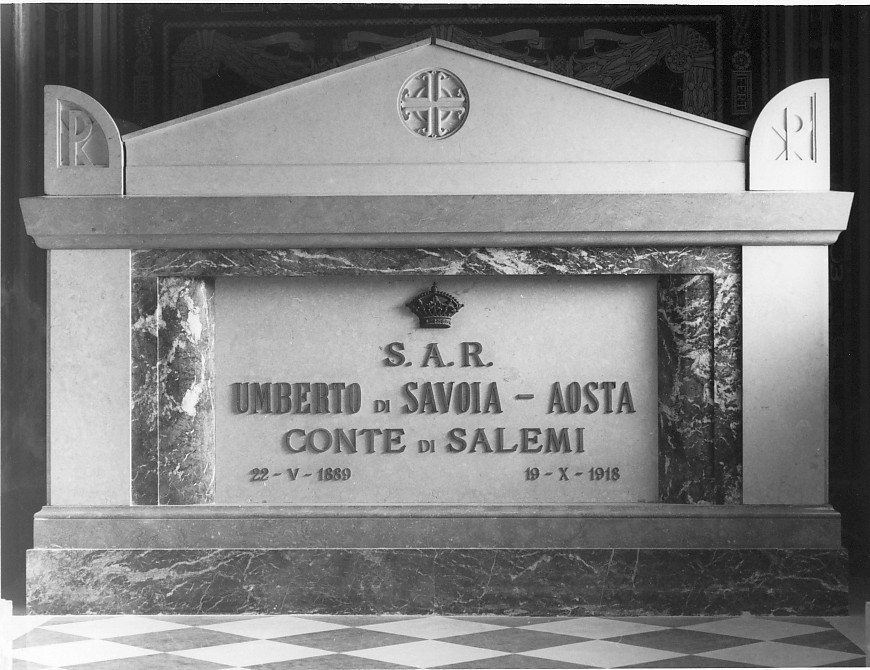 S. A. R.
UMBERTO DI SAVOIA - AOSTA
CONTE DI SALEMI
22 - V - 1889 19 - X - 1918